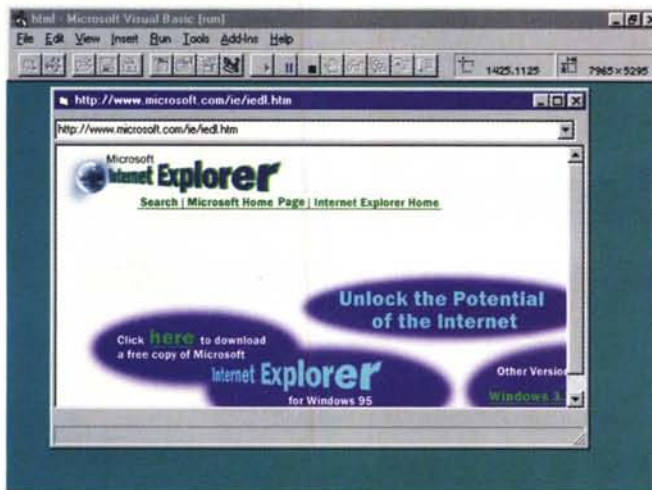 html - Microsoft Visual Basic [run]
File Edit View Insert Run Tools Add-Ins Help
1425,1125 7965×5295
http://www.microsoft.com/ie/iedl.htm
http://www.microsoft.com/ie/iedl.htm
Microsoft
Internet Explorer
Search | Microsoft Home Page | Internet Explorer Home
Unlock the Potential
of the Internet
Click here to download
a free copy of Microsoft
Internet Explorer
for Windows 95
Other Version
Windows 3.